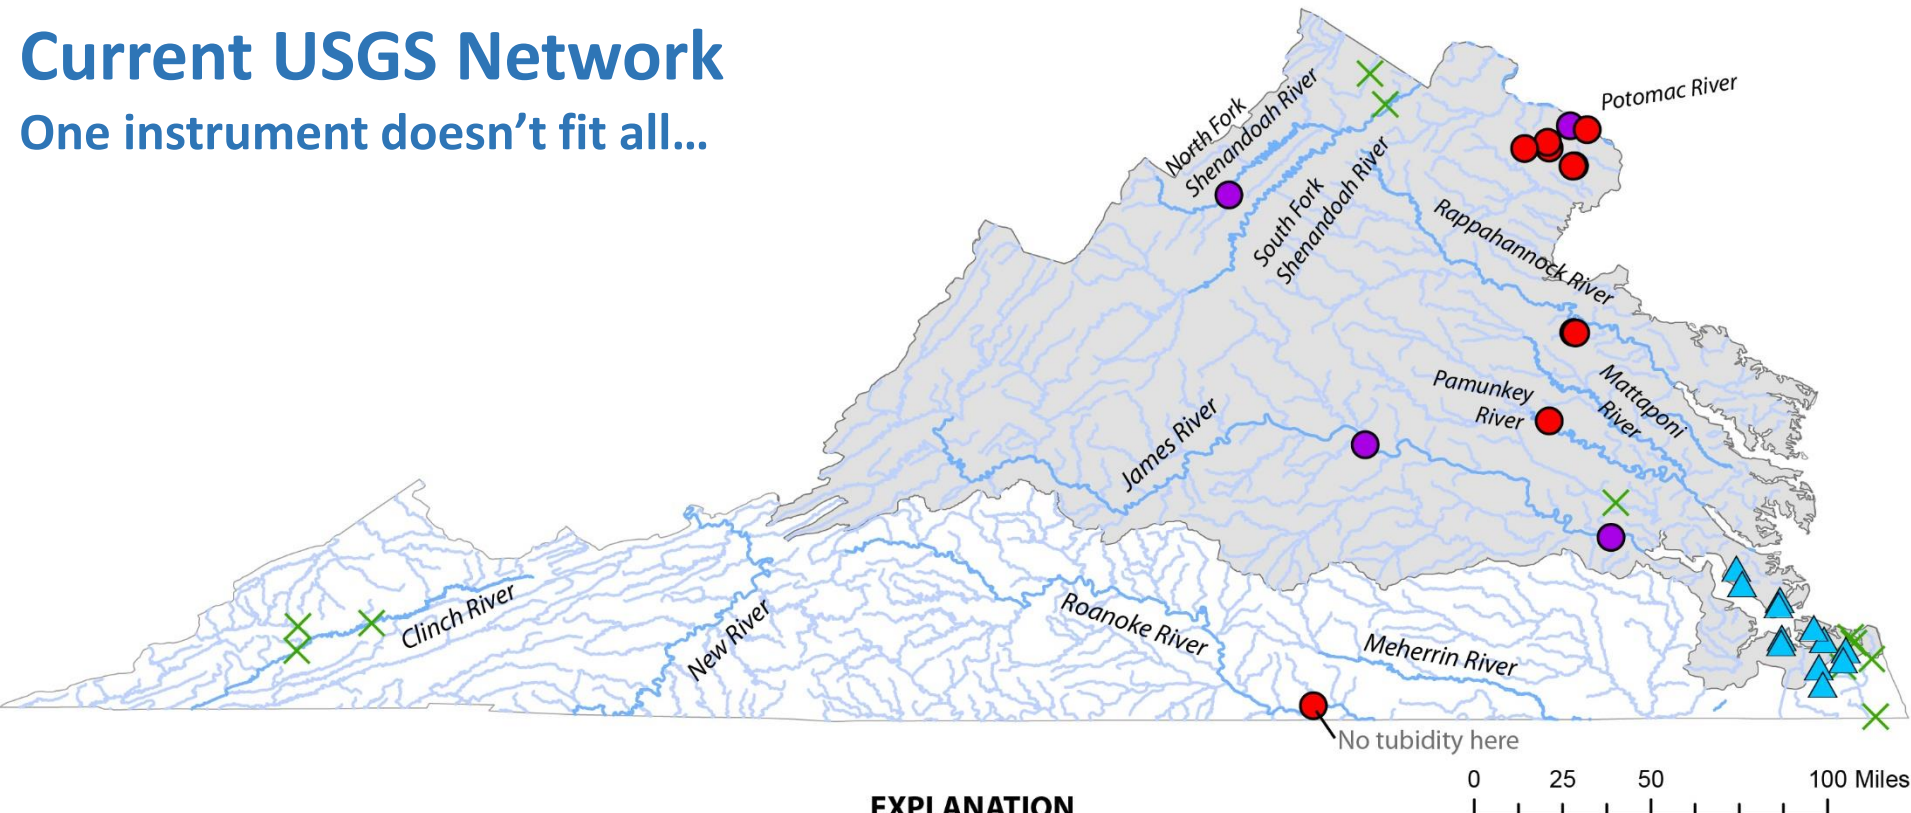 Current USGS Network
One instrument doesn’t fit all…
North Fork
Shenandoah River
South Fork
Shenandoah River
Potomac River
Rappahannock River
Mattaponi
River
Pamunkey
River
James River
Clinch River
New River
Roanoke River
Meherrin River
No tubidity here
0 25 50 100 Miles
EXPLANATION